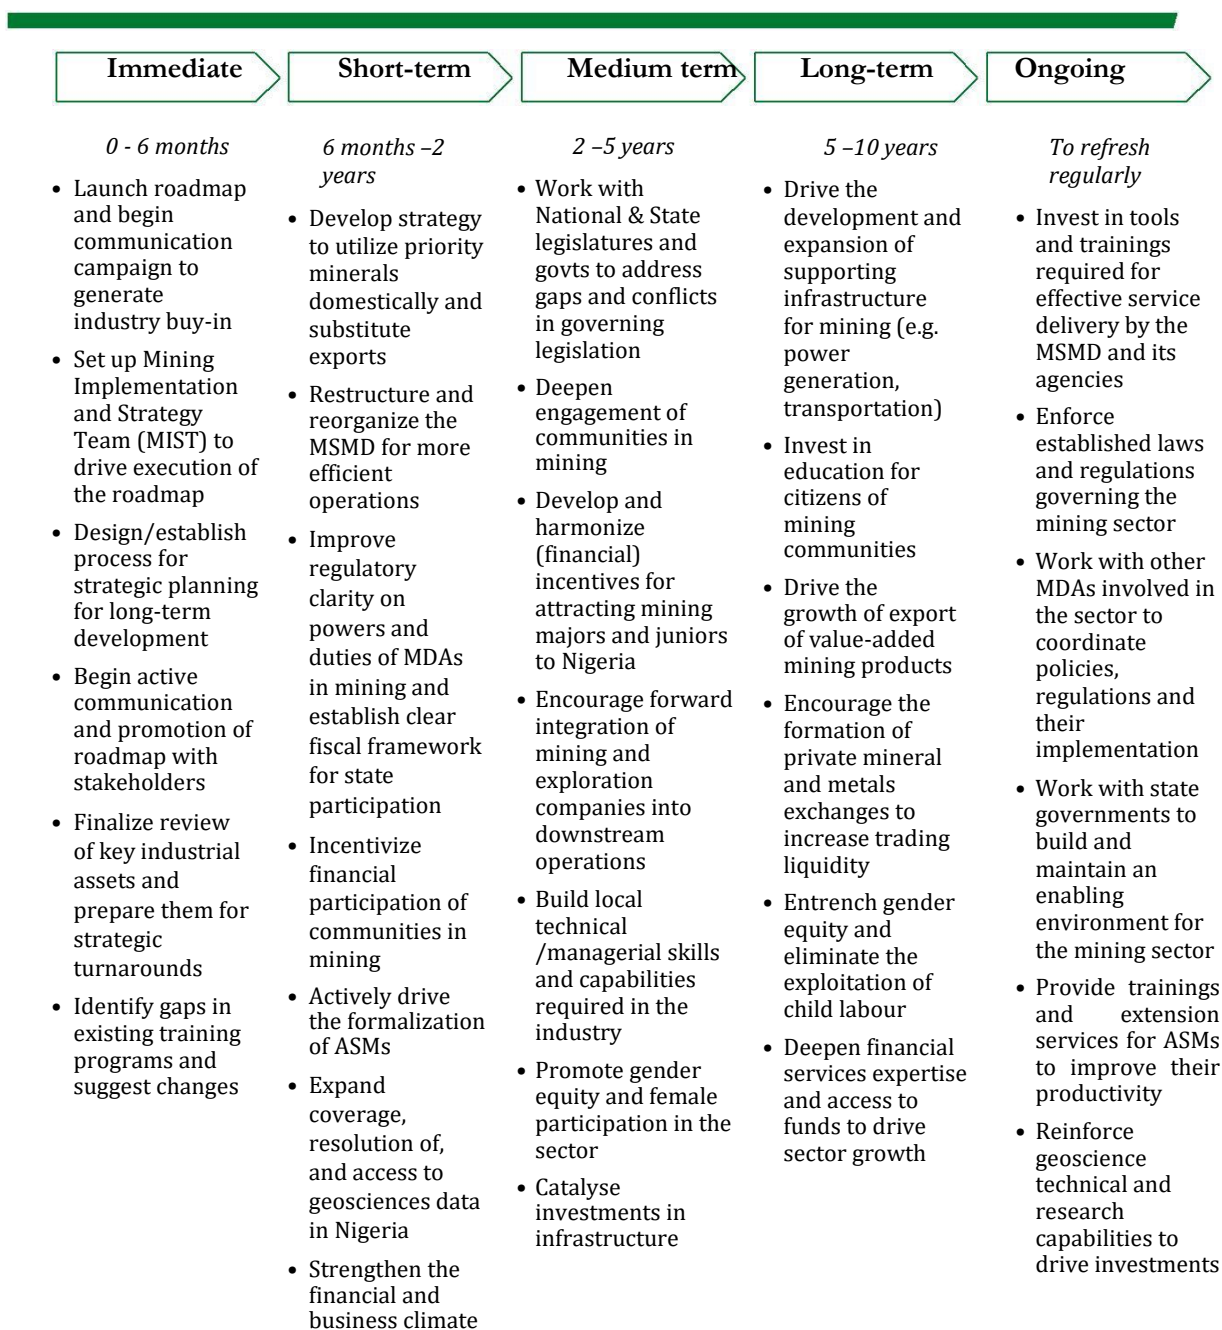 Immediate
0 - 6 months
• Launch roadmap
and begin
communication
campaign to
generate
industry buy-in
• Set up Mining
Implementation
and Strategy
Team (MIST) to
drive execution of
the roadmap
• Design/establish
process for
strategic planning
for long-term
development
• Begin active
communication
and promotion of
roadmap with
stakeholders
• Finalize review
of key industrial
assets and
prepare them for
strategic
turnarounds
• Identify gaps in
existing training
programs and
suggest changes
Short-term
6 months –2
years
• Develop strategy
to utilize priority
minerals
domestically and
substitute
exports
• Restructure and
reorganize the
MSMD for more
efficient
operations
• Improve
regulatory
clarity on
powers and
duties of MDAs
in mining and
establish clear
fiscal framework
for state
participation
• Incentivize
financial
participation of
communities in
mining
• Actively drive
the formalization
of ASMs
• Expand
coverage,
resolution of,
and access to
geosciences data
in Nigeria
• Strengthen the
financial and
business climate
Medium term
2 –5 years
• Work with
National & State
legislatures and
govts to address
gaps and conflicts
in governing
legislation
• Deepen
engagement of
communities in
mining
• Develop and
harmonize
(financial)
incentives for
attracting mining
majors and juniors
to Nigeria
• Encourage forward
integration of
mining and
exploration
companies into
downstream
operations
• Build local
technical
/managerial skills
and capabilities
required in the
industry
• Promote gender
equity and female
participation in the
sector
• Catalyse
investments in
infrastructure
Long-term
5 –10 years
• Drive the
development and
expansion of
supporting
infrastructure
for mining (e.g.
power
generation,
transportation)
• Invest in
education for
citizens of
mining
communities
• Drive the
growth of export
of value-added
mining products
• Encourage the
formation of
private mineral
and metals
exchanges to
increase trading
liquidity
• Entrench gender
equity and
eliminate the
exploitation of
child labour
• Deepen financial
services expertise
and access to
funds to drive
sector growth
Ongoing
To refresh
regularly
• Invest in tools
and trainings
required for
effective service
delivery by the
MSMD and its
agencies
• Enforce
established laws
and regulations
governing the
mining sector
• Work with other
MDAs involved in
the sector to
coordinate
policies,
regulations and
their
implementation
• Work with state
governments to
build and
maintain an
enabling
environment for
the mining sector
• Provide trainings
and extension
services for ASMs
to improve their
productivity
• Reinforce
geoscience
technical and
research
capabilities to
drive investments